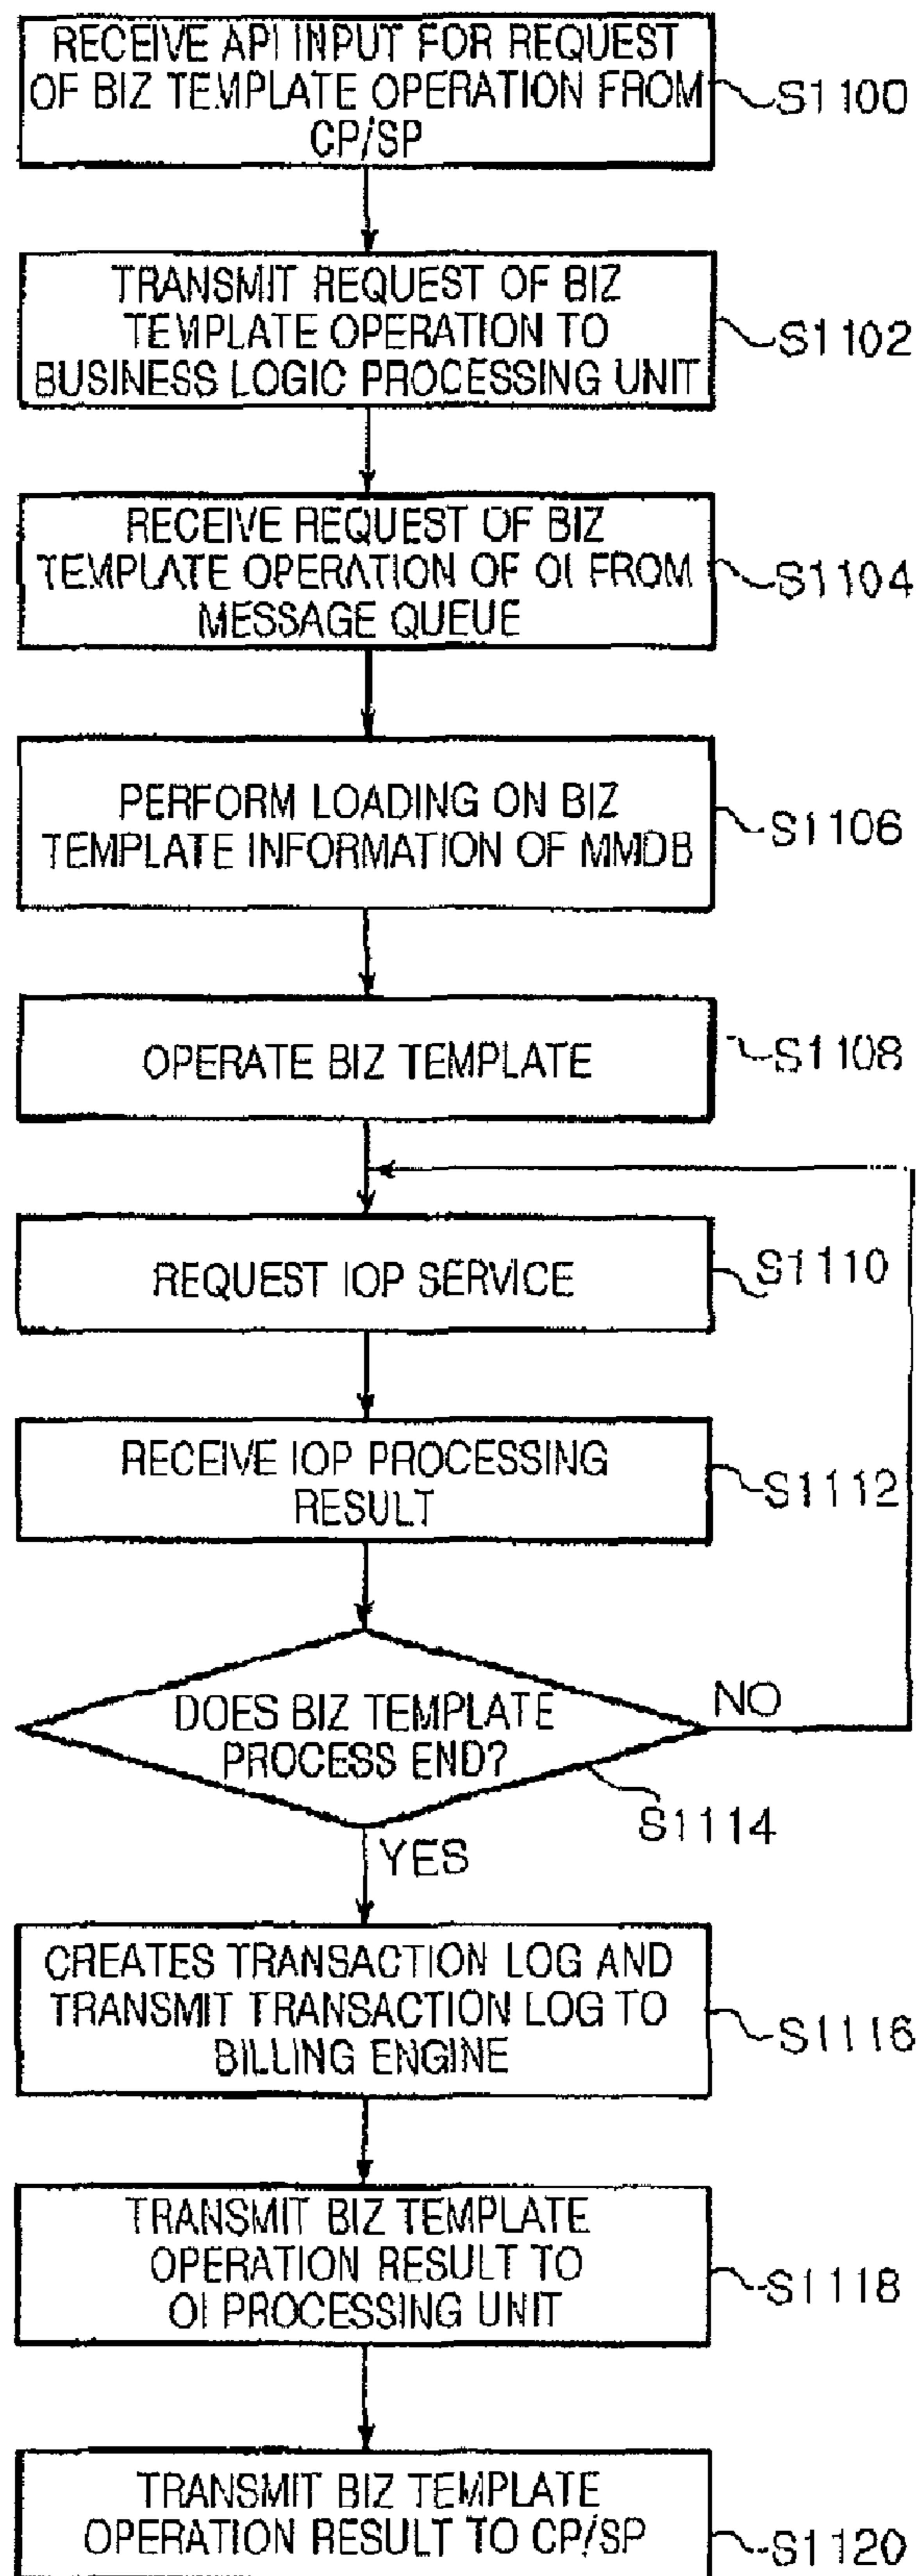 RECEIVE API INPUT FOR REQUEST
OF BIZ TEMPLATE OPERATION FROM
CP/SP
S1100
TRANSMIT REQUEST OF BIZ
TEMPLATE OPERATION TO
BUSINESS LOGIC PROCESSING UNIT
S1102
RECEIVE REQUEST OF BIZ
TEMPLATE OPERATION OF OI FROM
MESSAGE QUEUE
S1104
PERFORM LOADING ON BIZ
TEMPLATE INFORMATION OF MMDB
S1106
OPERATE BIZ TEMPLATE
S1108
REQUEST IOP SERVICE
S1110
RECEIVE IOP PROCESSING
RESULT
S1112
DOES BIZ TEMPLATE
PROCESS END?
NO
S1114
YES
CREATES TRANSACTION LOG AND
TRANSMIT TRANSACTION LOG TO
BILLING ENGINE
S1116
TRANSMIT BIZ TEMPLATE
OPERATION RESULT TO
OI PROCESSING UNIT
S1118
TRANSMIT BIZ TEMPLATE
OPERATION RESULT TO CP/SP
S1120